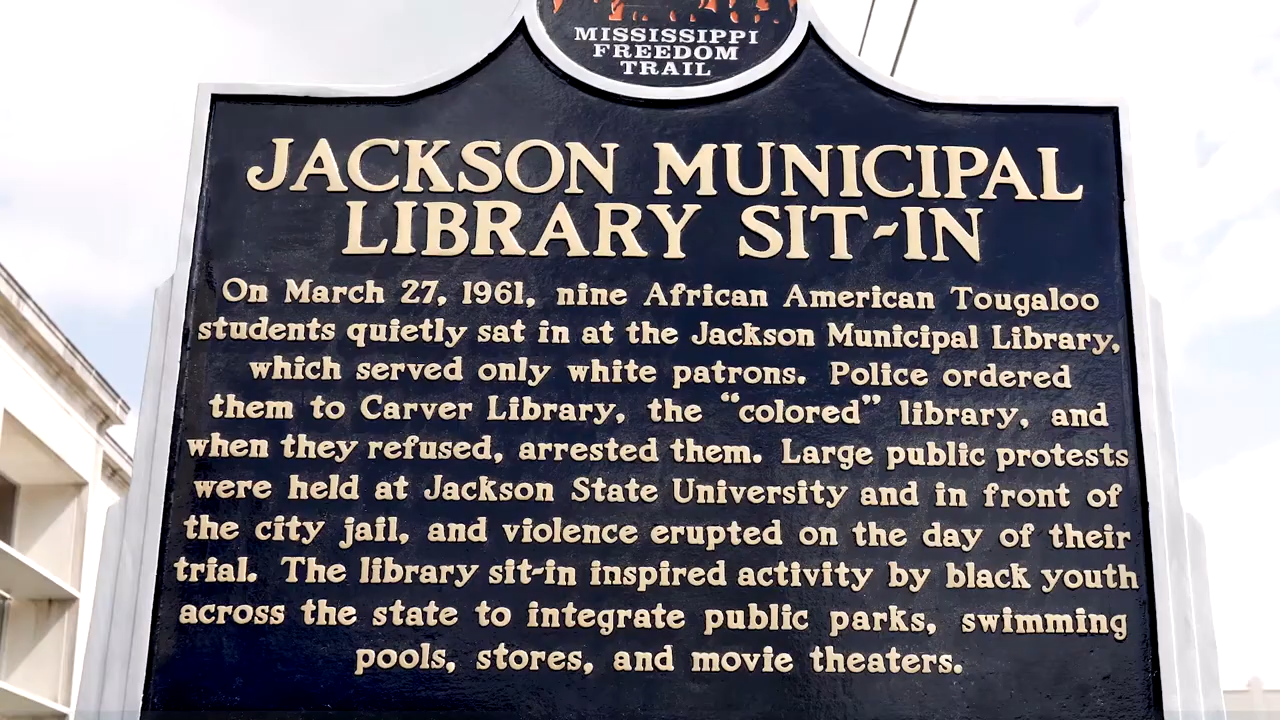 MISSISSIPPI
FREEDOM
TRAIL
JACKSON MUNICIPAL
LIBRARY SIT-IN
On March 27, 1961, nine African American Tougaloo
students quietly sat in at the Jackson Municipal Library,
which served only white patrons. Police ordered
them to Carver Library, the “colored” library, and
when they refused, arrested them. Large public protests
were held at Jackson State University and in front of
the city jail, and violence erupted on the day of their
trial. The library sit-in inspired activity by black youth
across the state to integrate public parks, swimming
pools, stores, and movie theaters.